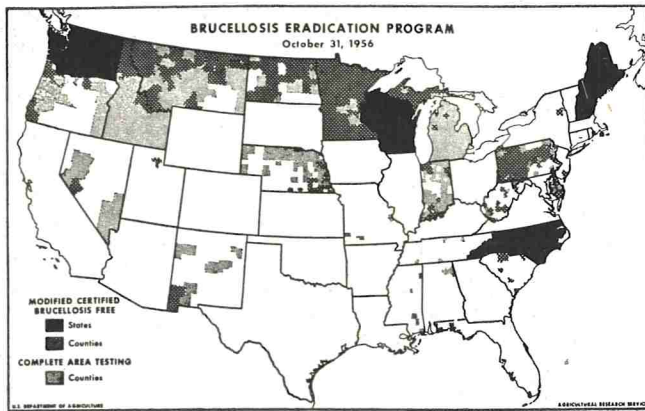 BRUCELLOSIS ERADICATION PROGRAM
October 31, 1956
MODIFIED CERTIFIED
BRUCELLOSIS FREE
States
Counties
COMPLETE AREA TESTING
Counties
U.S. DEPARTMENT OF AGRICULTURE
AGRICULTURAL RESEARCH SERVICE